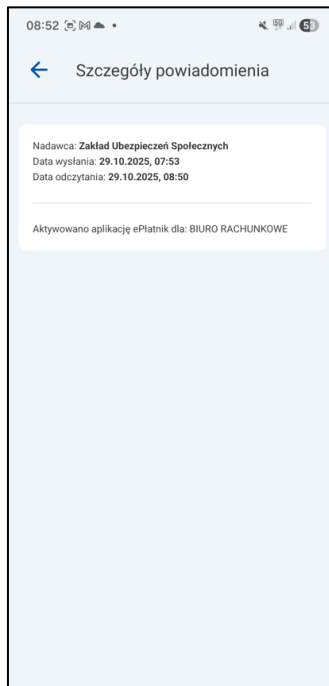 08:52
5G
53
Szczegóły powiadomienia
Nadawca: Zakład Ubezpieczeń Społecznych
Data wysłania: 29.10.2025, 07:53
Data odczytania: 29.10.2025, 08:50
Aktywowano aplikację ePłatnik dla: BIURO RACHUNKOWE